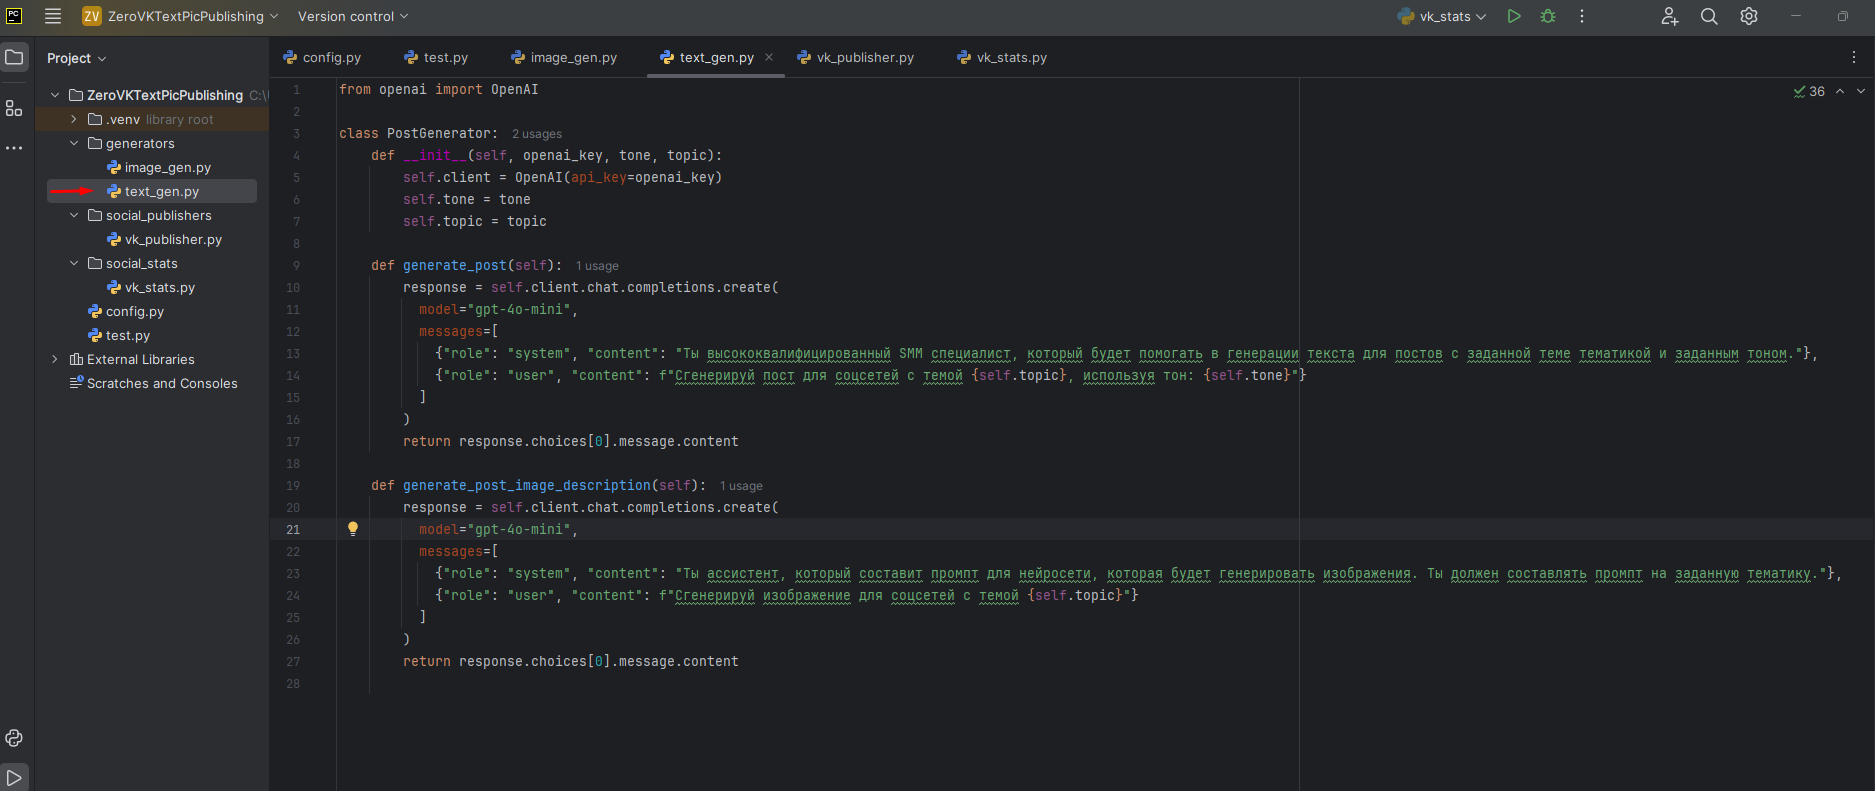 PC
ZV ZeroVKTextPicPublishing Version control vk_stats
Project
config.py test.py image_gen.py text_gen.py vk_publisher.py vk_stats.py
ZeroVKTextPicPublishing C:\
.venv library root
generators
image_gen.py
text_gen.py
social_publishers
vk_publisher.py
social_stats
vk_stats.py
config.py
test.py
External Libraries
Scratches and Consoles
36
1 from openai import OpenAI
2
3 class PostGenerator: 2 usages
4 def __init__(self, openai_key, tone, topic):
5 self.client = OpenAI(api_key=openai_key)
6 self.tone = tone
7 self.topic = topic
8
9 def generate_post(self): 1 usage
10 response = self.client.chat.completions.create(
11 model="gpt-4o-mini",
12 messages=[
13 {"role": "system", "content": "Ты высококвалифицированный SMM специалист, который будет помогать в генерации текста для постов с заданной теме тематикой и заданным тоном."},
14 {"role": "user", "content": f"Сгенерируй пост для соцсетей с темой {self.topic}, используя тон: {self.tone}"}
15 ]
16 )
17 return response.choices[0].message.content
18
19 def generate_post_image_description(self): 1 usage
20 response = self.client.chat.completions.create(
21 model="gpt-4o-mini",
22 messages=[
23 {"role": "system", "content": "Ты ассистент, который составит промпт для нейросети, которая будет генерировать изображения. Ты должен составлять промпт на заданную тематику."},
24 {"role": "user", "content": f"Сгенерируй изображение для соцсетей с темой {self.topic}"}
25 ]
26 )
27 return response.choices[0].message.content
28